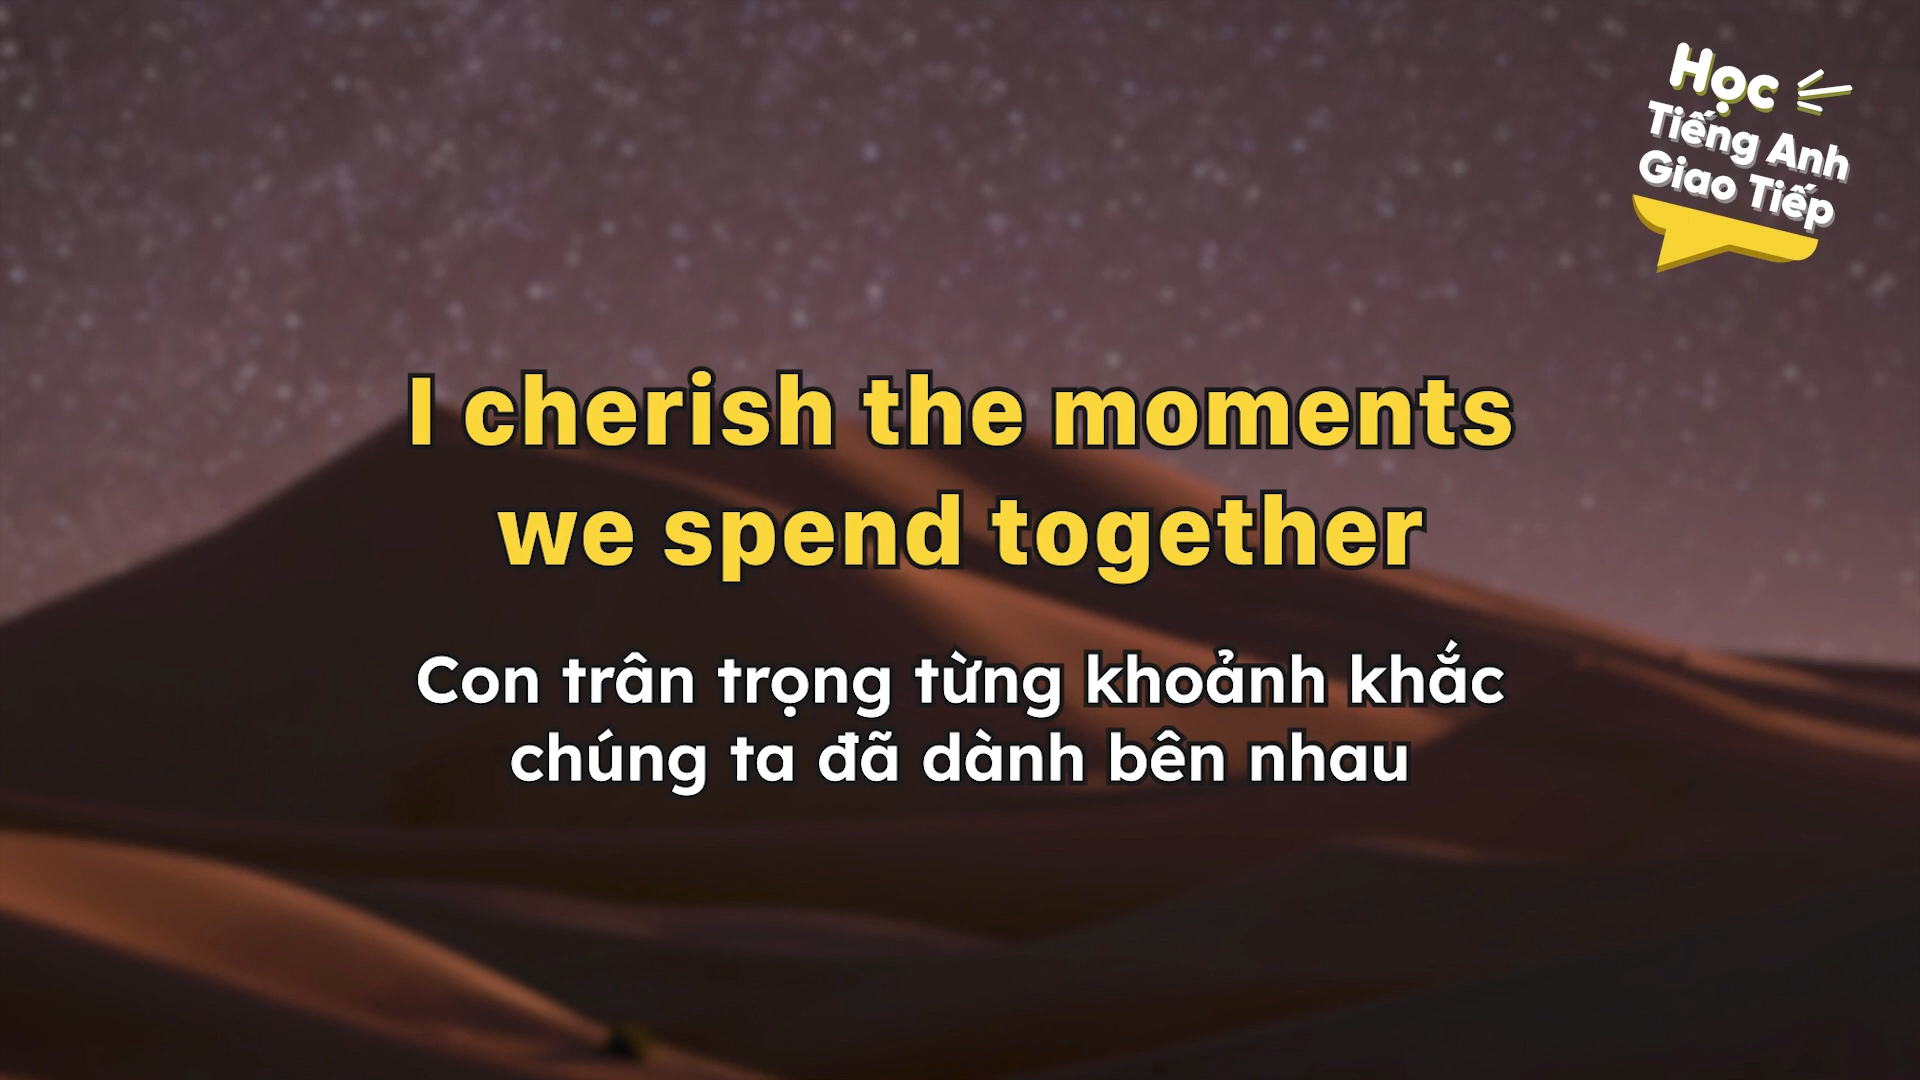 Học
Tiếng Anh
Giao Tiếp
I cherish the moments
we spend together
Con trân trọng từng khoảnh khắc
chúng ta đã dành bên nhau